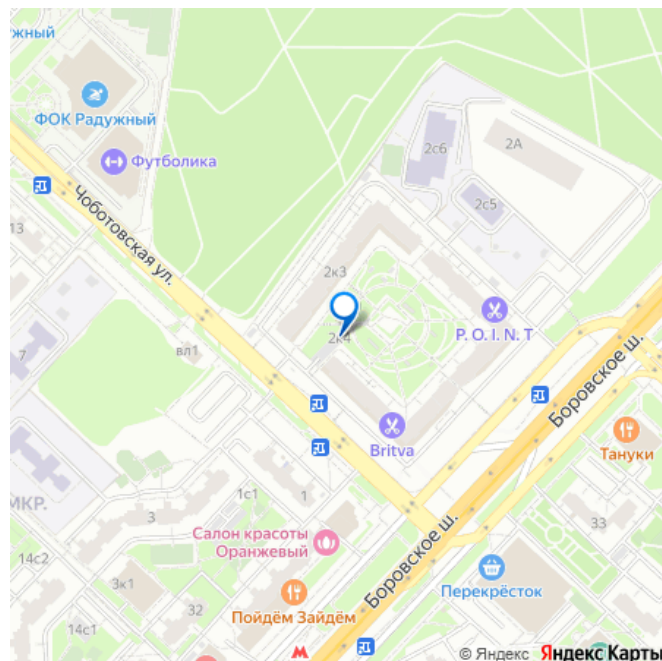 жный
ФОК Радужный
Футболика
2с6
2А
2с5
Чоботовская ул.
13
2к3
2к4
P.O.I.N.T
вл1
7
Боровское ш.
Britva
Тануки
МКР.
1с1
1
3
Салон красоты
Оранжевый
33
14с2
3к1
32
Боровское ш.
Перекрёсток
Пойдём Зайдём
14с1
М
© Яндекс Яндекс Карты